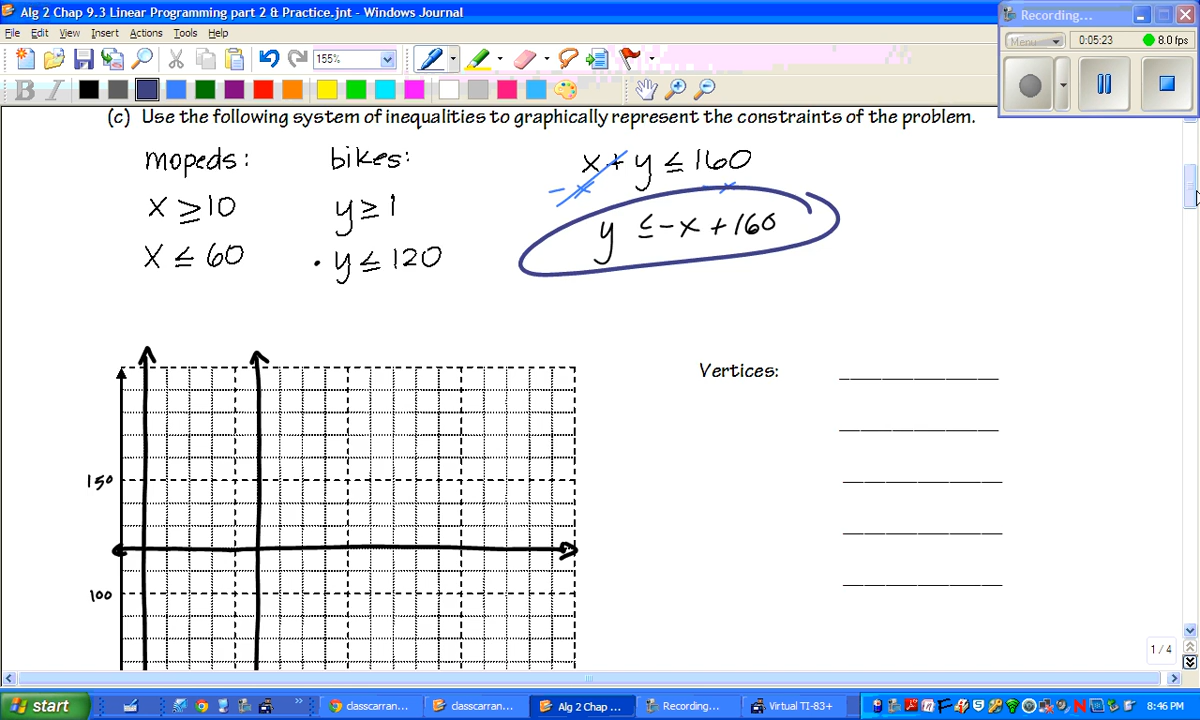 Alg 2 Chap 9.3 Linear Programming part 2 & Practice.jnt - Windows Journal
File Edit View Insert Actions Tools Help
155%
B I
Recording...
Menu 0:05:23 8.0 fps
(c) Use the following system of inequalities to graphically represent the constraints of the problem.
mopeds: bikes: x + y ≤ 160
- x - x
x ≥ 10 y ≥ 1 y ≤ -x + 160
x ≤ 60 · y ≤ 120
Vertices:
150
100
1 / 4
start classcarran... classcarran... Alg 2 Chap ... Recording... Virtual TI-83+ 8:46 PM